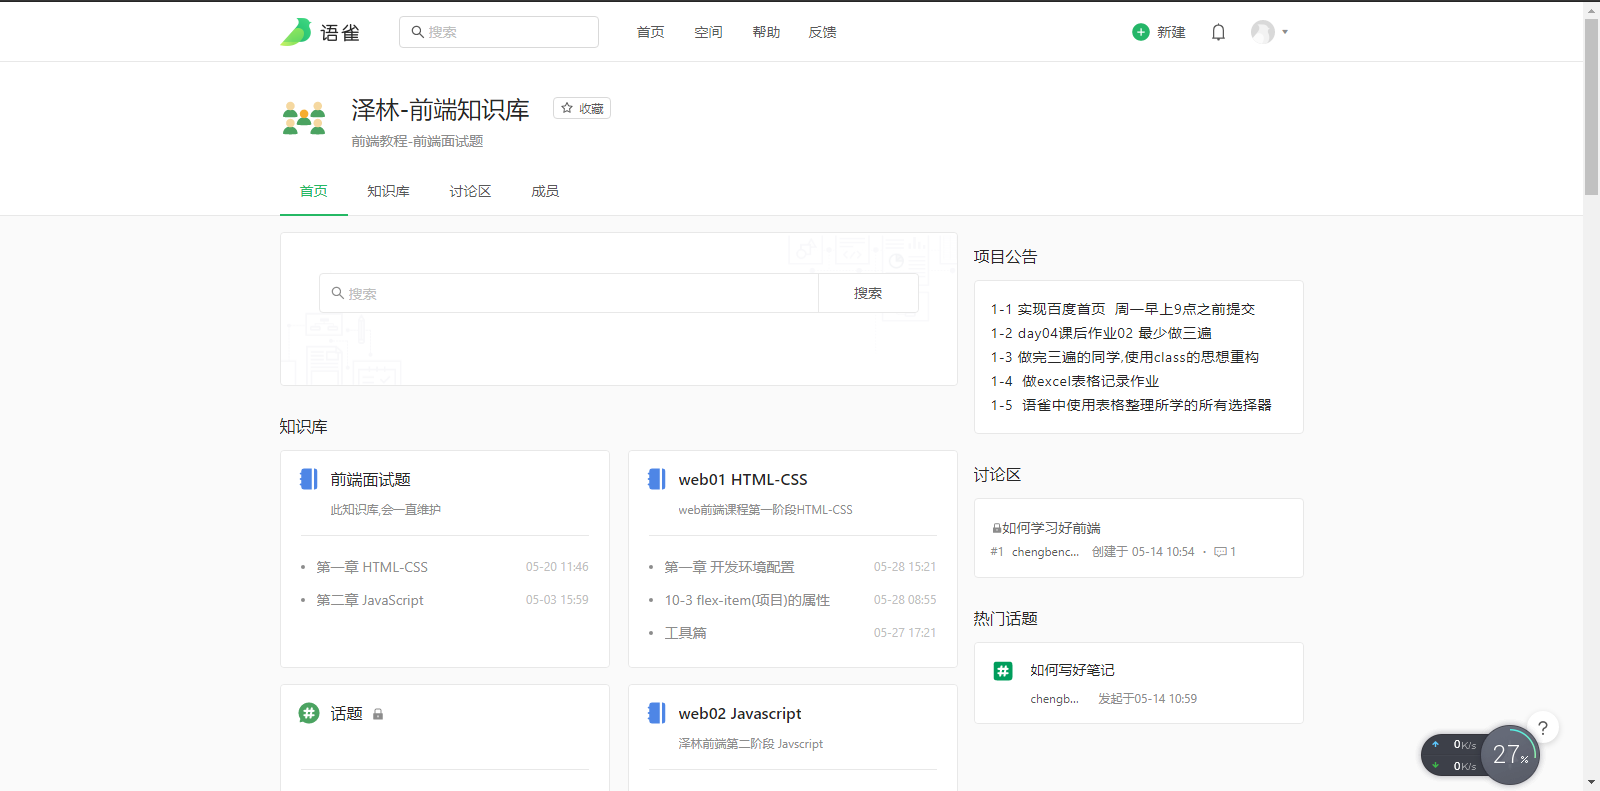 语雀
搜索
首页 空间 帮助 反馈
新建
泽林-前端知识库
收藏
前端教程-前端面试题
首页 知识库 讨论区 成员
搜索 搜索
知识库
前端面试题
此知识库,会一直维护
第一章 HTML-CSS 05-20 11:46
第二章 JavaScript 05-03 15:59
web01 HTML-CSS
web前端课程第一阶段HTML-CSS
第一章 开发环境配置 05-28 15:21
10-3 flex-item(项目)的属性 05-28 08:55
工具篇 05-27 17:21
话题
web02 Javascript
泽林前端第二阶段 Javscript
项目公告
1-1 实现百度首页 周一早上9点之前提交
1-2 day04课后作业02 最少做三遍
1-3 做完三遍的同学,使用class的思想重构
1-4 做excel表格记录作业
1-5 语雀中使用表格整理所学的所有选择器
讨论区
如何学习好前端
#1 chengbenc... 创建于 05-14 10:54 · 1
热门话题
如何写好笔记
chengb... 发起于05-14 10:59
?
0K/s
0K/s
27%